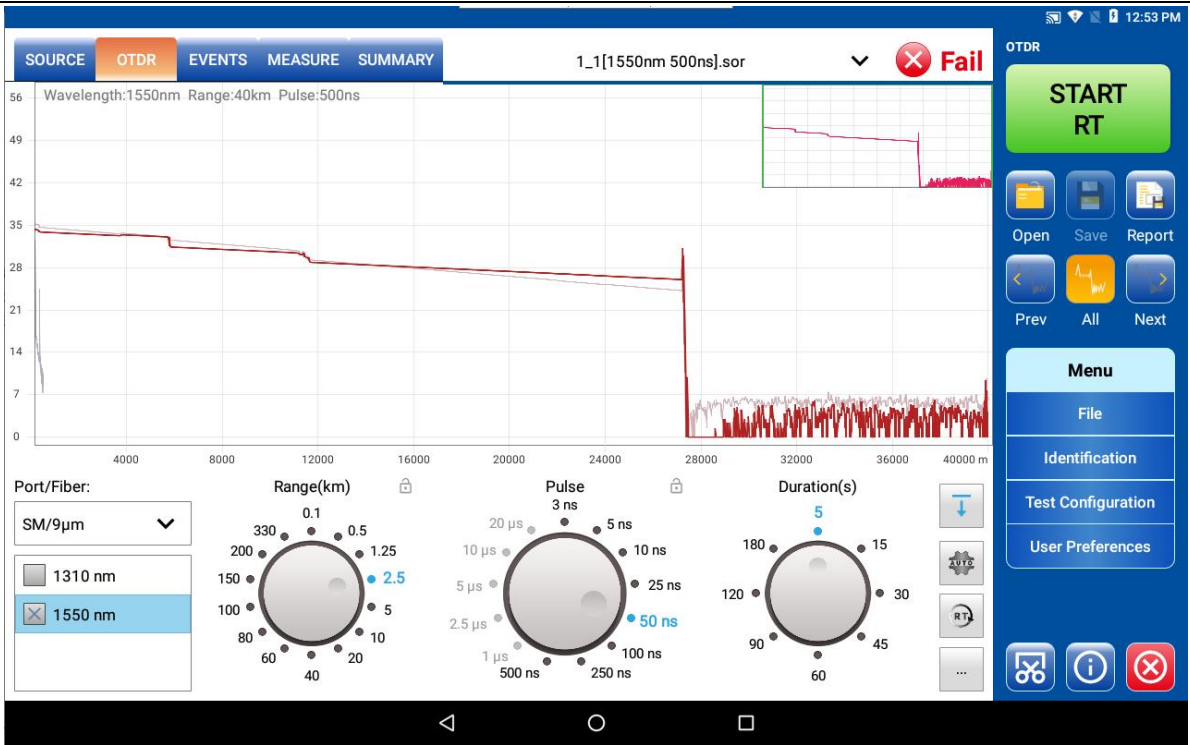 12:53 PM
SOURCE
OTDR
EVENTS
MEASURE
SUMMARY
1_1[1550nm 500ns].sor
Fail
Wavelength:1550nm Range:40km Pulse:500ns
56
49
42
35
28
21
14
7
0
4000
8000
12000
16000
20000
24000
28000
32000
36000
40000 m
Port/Fiber:
SM/9µm
1310 nm
1550 nm
Range(km)
0.1
0.5
1.25
2.5
5
10
20
40
60
80
100
150
200
330
Pulse
3 ns
5 ns
10 ns
25 ns
50 ns
100 ns
250 ns
500 ns
1 µs
2.5 µs
5 µs
10 µs
20 µs
Duration(s)
5
15
30
45
60
90
120
180
AUTO
RT
...
OTDR
START
RT
Open
Save
Report
Prev
All
Next
Menu
File
Identification
Test Configuration
User Preferences